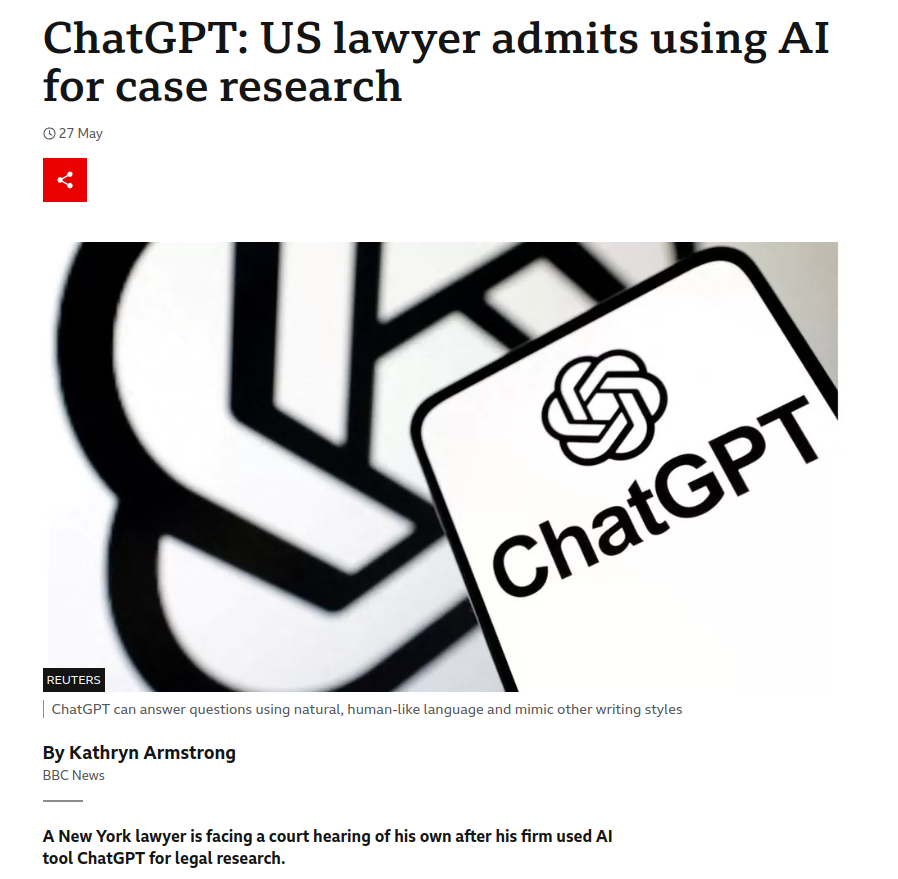 ChatGPT: US lawyer admits using AI
for case research
27 May
ChatGPT
REUTERS
ChatGPT can answer questions using natural, human-like language and mimic other writing styles
By Kathryn Armstrong
BBC News
A New York lawyer is facing a court hearing of his own after his firm used AI
tool ChatGPT for legal research.